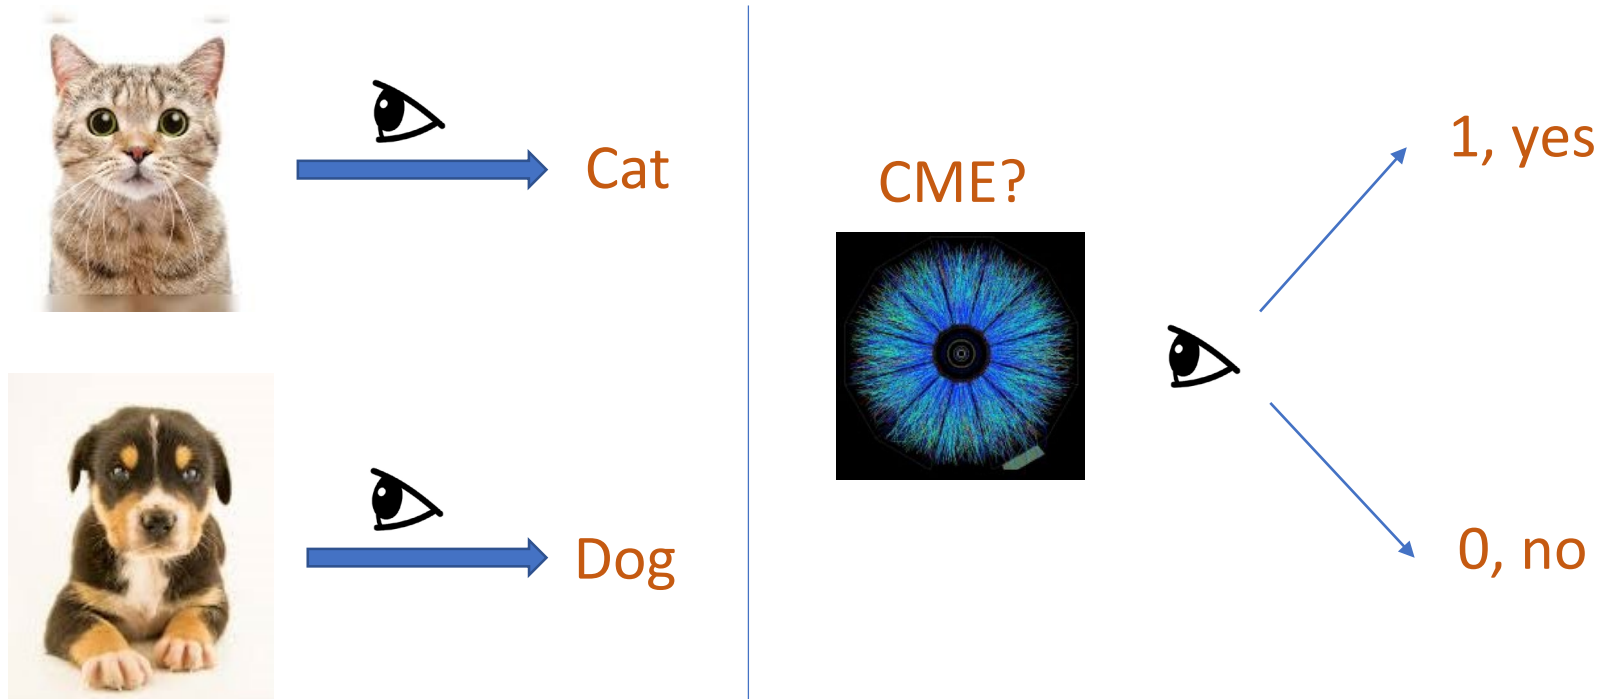 Cat
Dog
CME?
1, yes
0, no